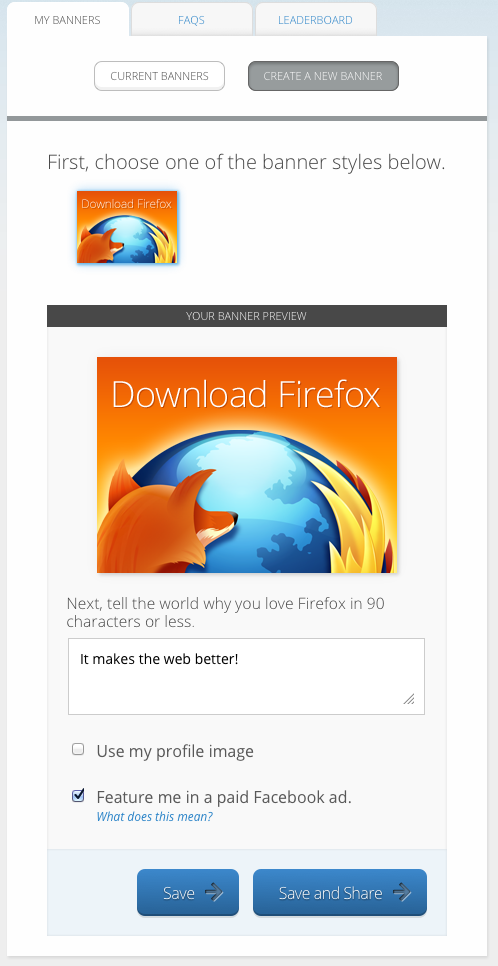 MY BANNERS
FAQS
LEADERBOARD
CURRENT BANNERS
CREATE A NEW BANNER
First, choose one of the banner styles below.
Download Firefox
YOUR BANNER PREVIEW
Download Firefox
Next, tell the world why you love Firefox in 90
characters or less.
It makes the web better!
Use my profile image
Feature me in a paid Facebook ad.
What does this mean?
Save
Save and Share